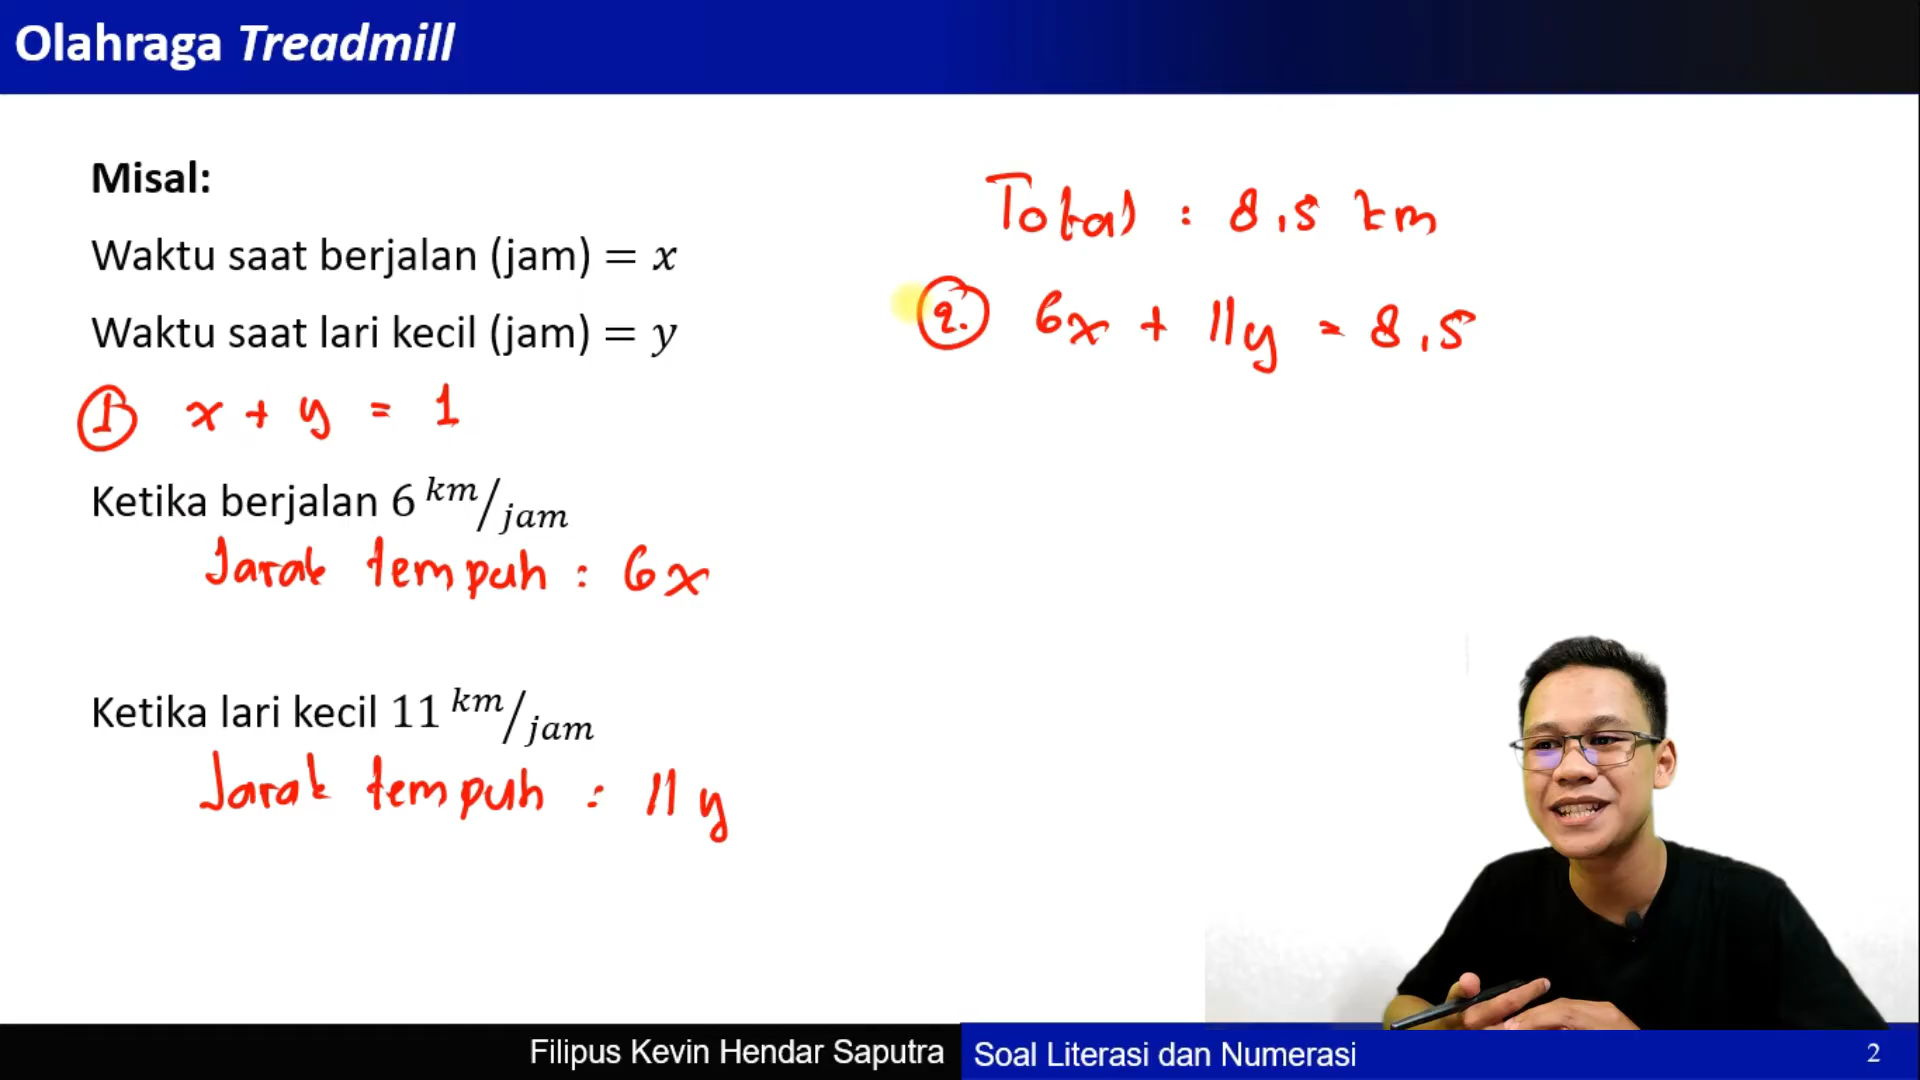 Olahraga Treadmill
Misal:
Waktu saat berjalan (jam) = x
Waktu saat lari kecil (jam) = y
① x + y = 1
Ketika berjalan 6 km/jam
Jarak tempuh : 6x
Ketika lari kecil 11 km/jam
Jarak tempuh : 11y
Total : 8,5 km
②. 6x + 11y = 8,5
Filipus Kevin Hendar Saputra
Soal Literasi dan Numerasi
2